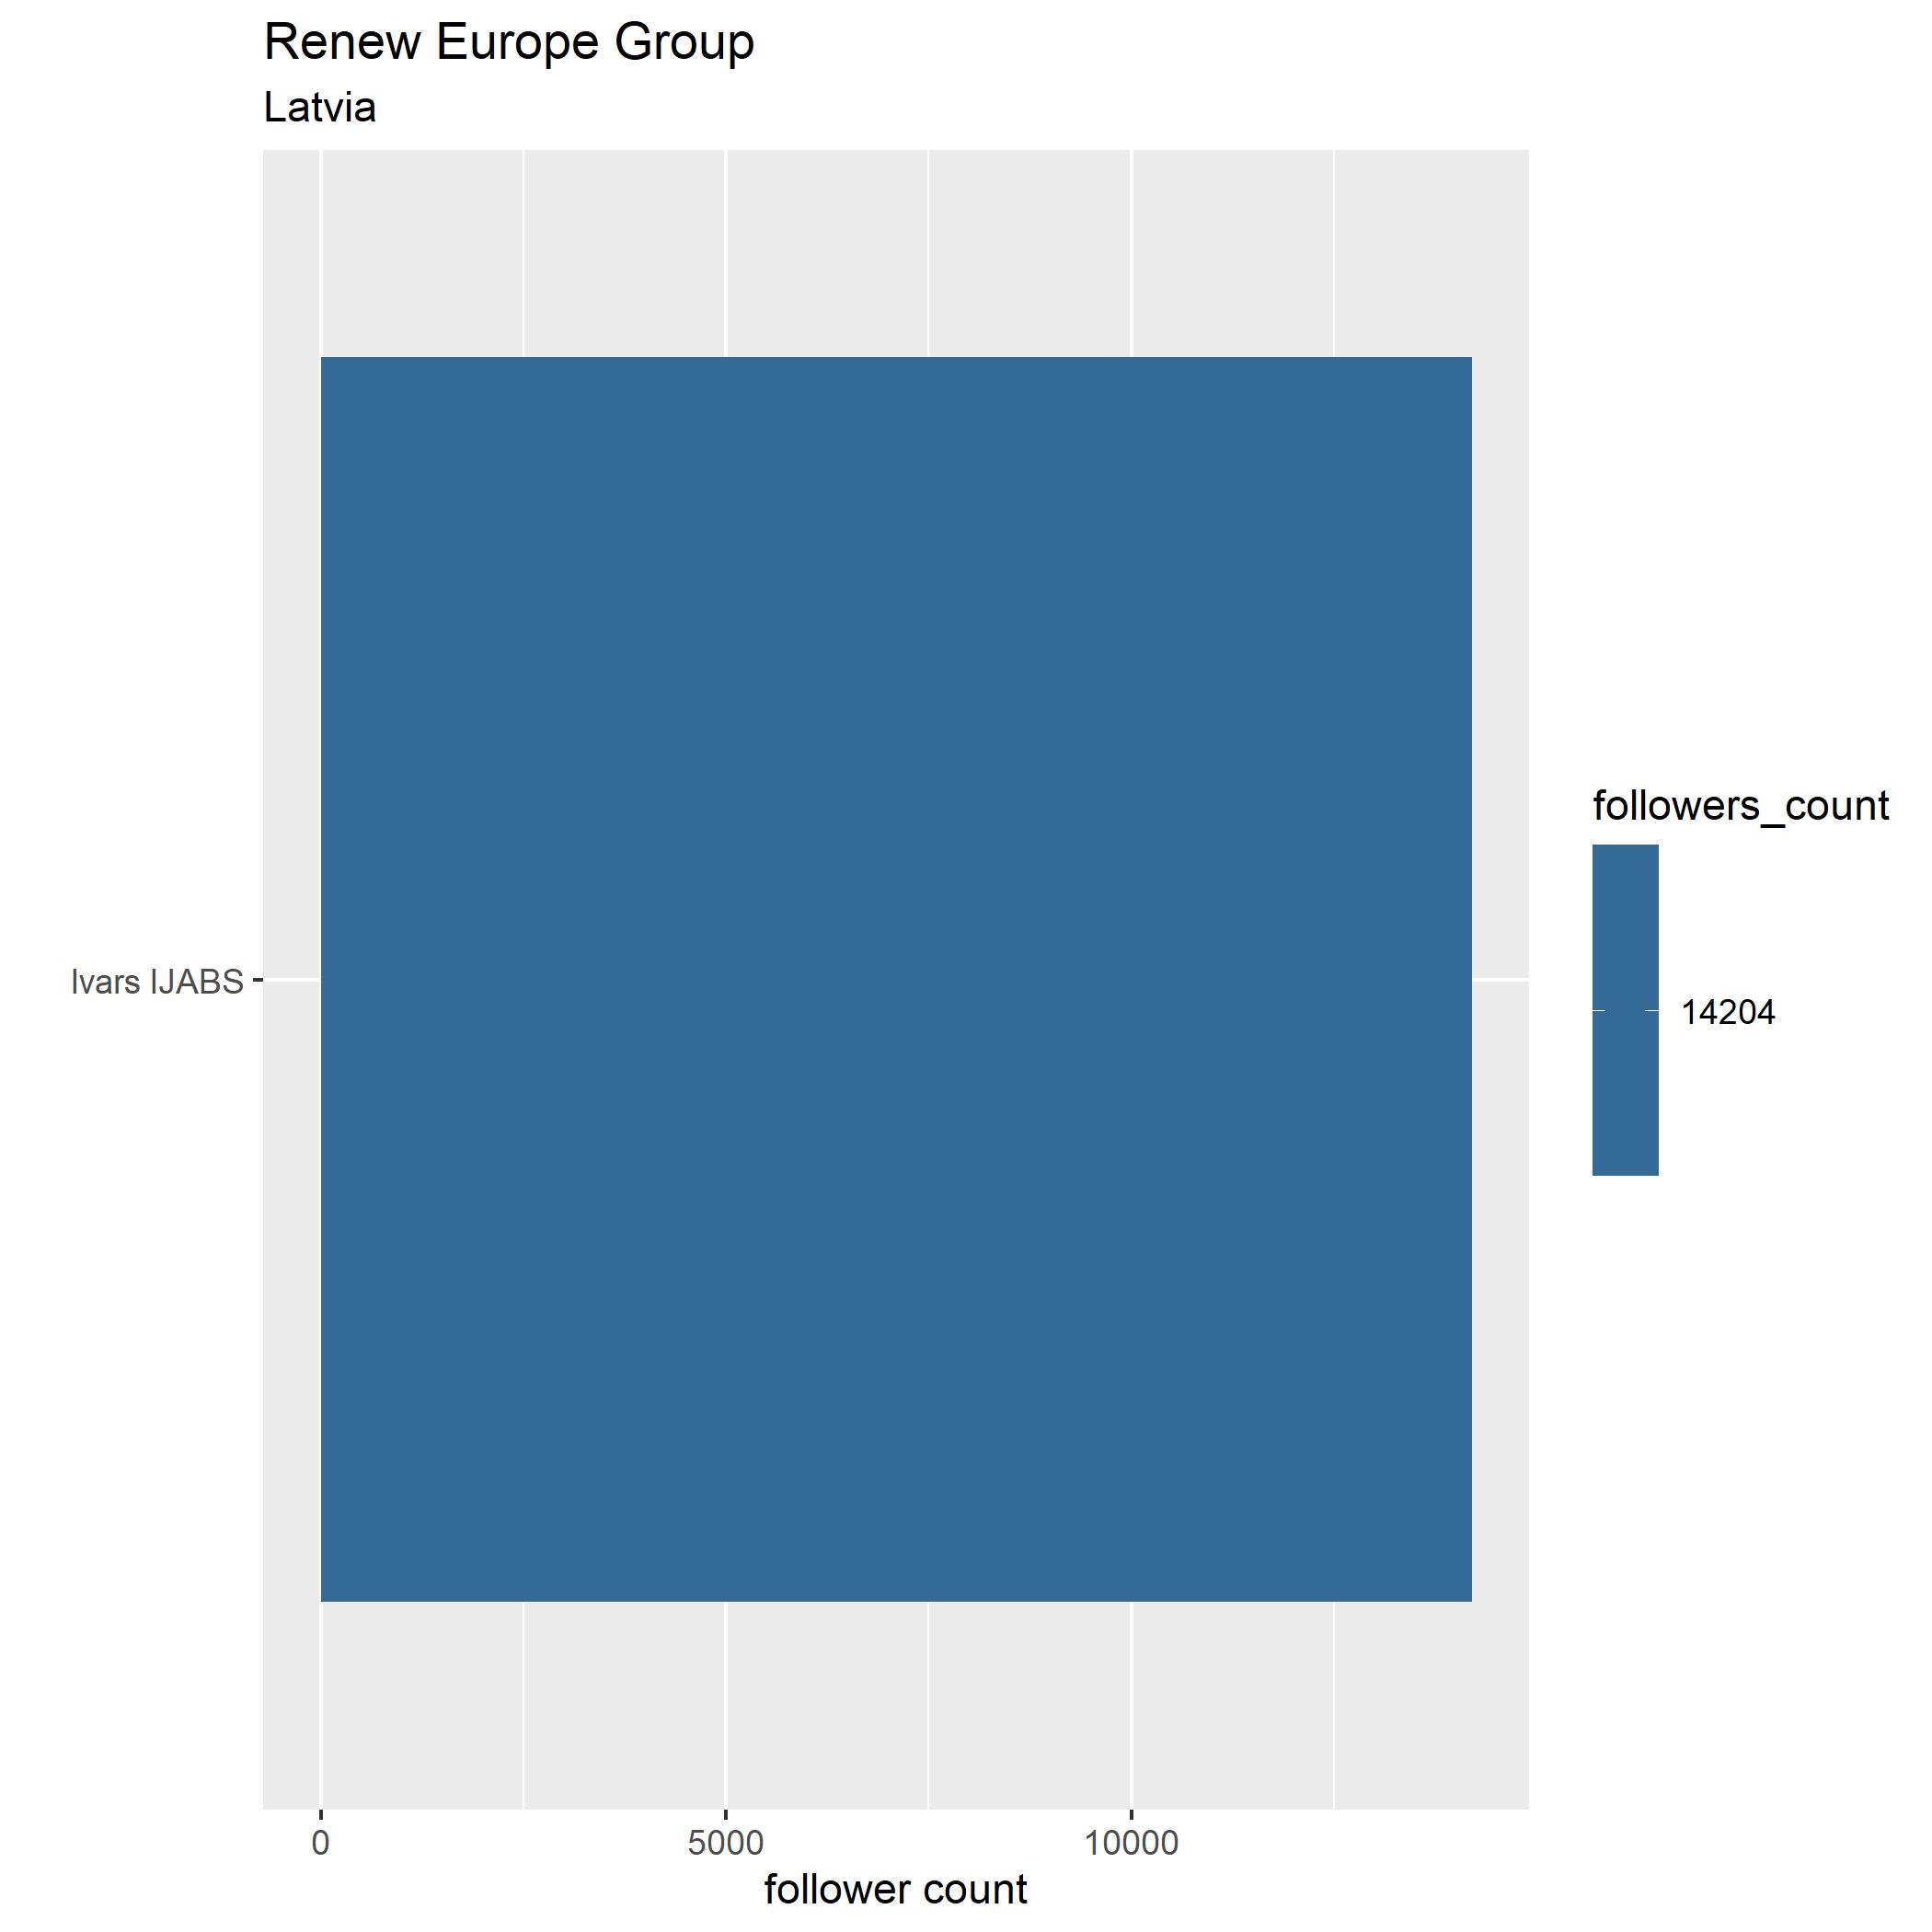 Renew Europe Group
Latvia
Ivars IJABS
followers_count
14204
0 5000 10000
follower count